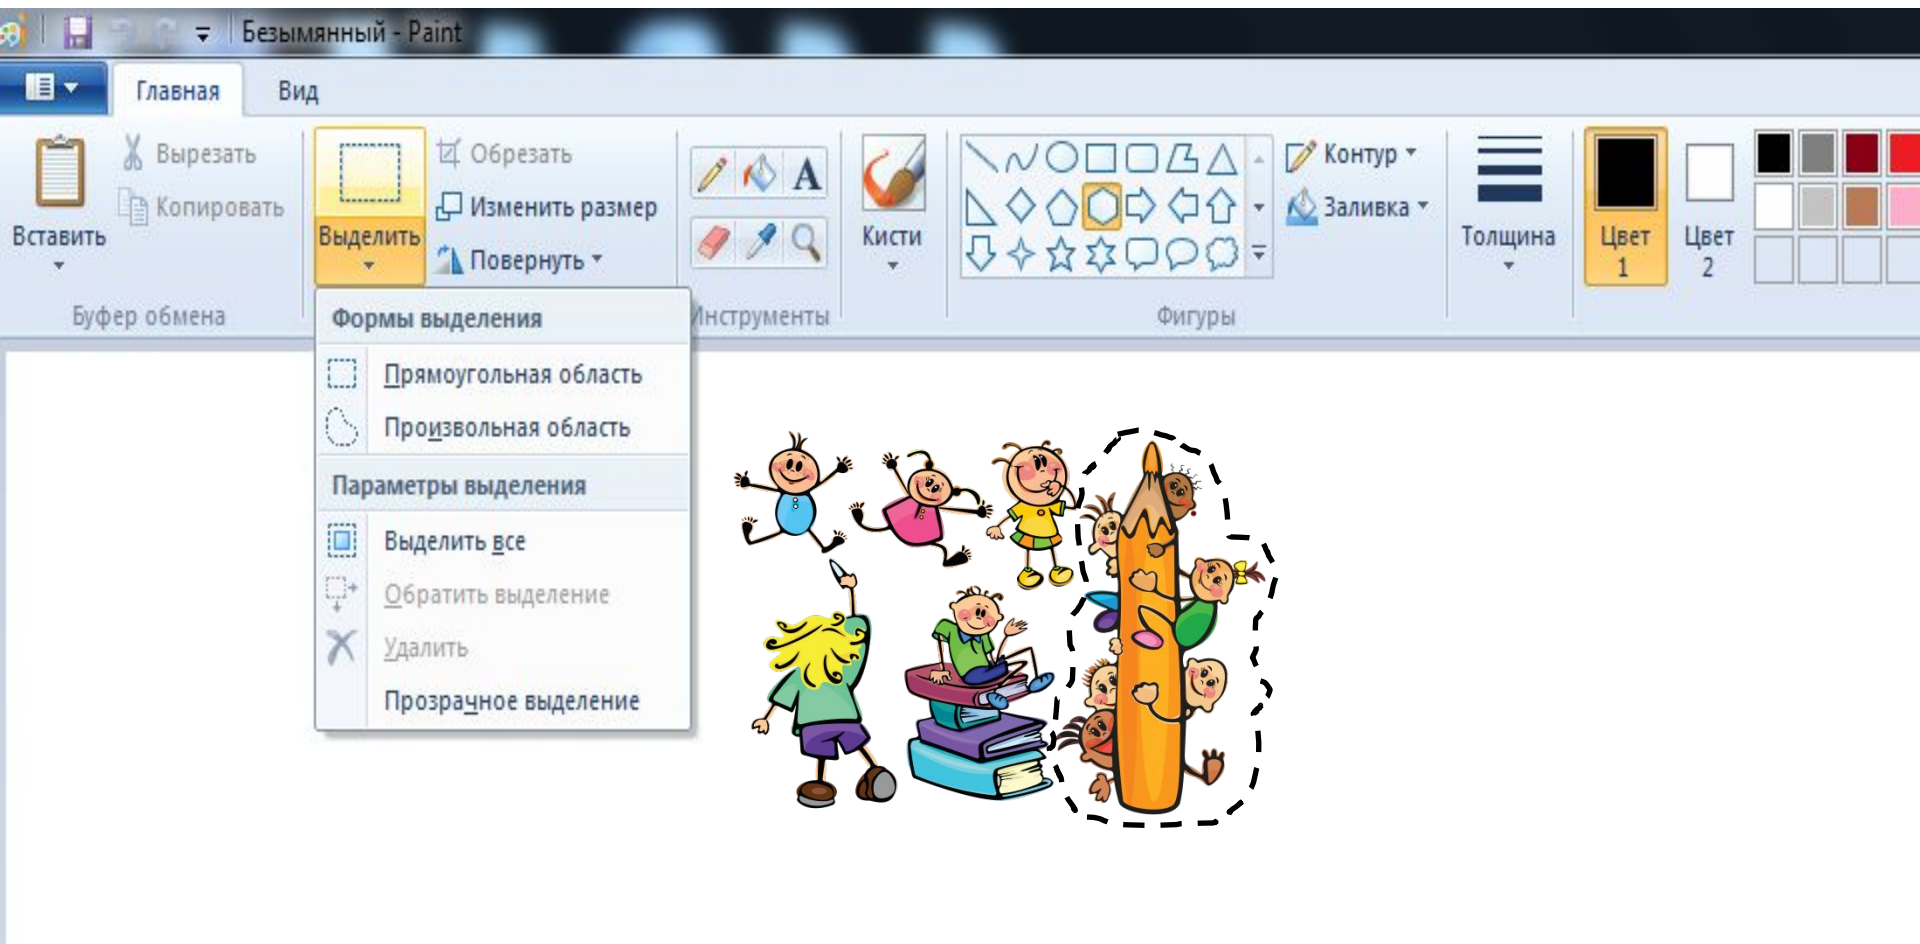 Безымянный - Paint
Главная
Вид
Вставить
Вырезать
Копировать
Буфер обмена
Выделить
Обрезать
Изменить размер
Повернуть
A
Инструменты
Кисти
Контур
Заливка
Фигуры
Толщина
Цвет 1
Цвет 2
Формы выделения
Прямоугольная область
Произвольная область
Параметры выделения
Выделить все
Обратить выделение
Удалить
Прозрачное выделение